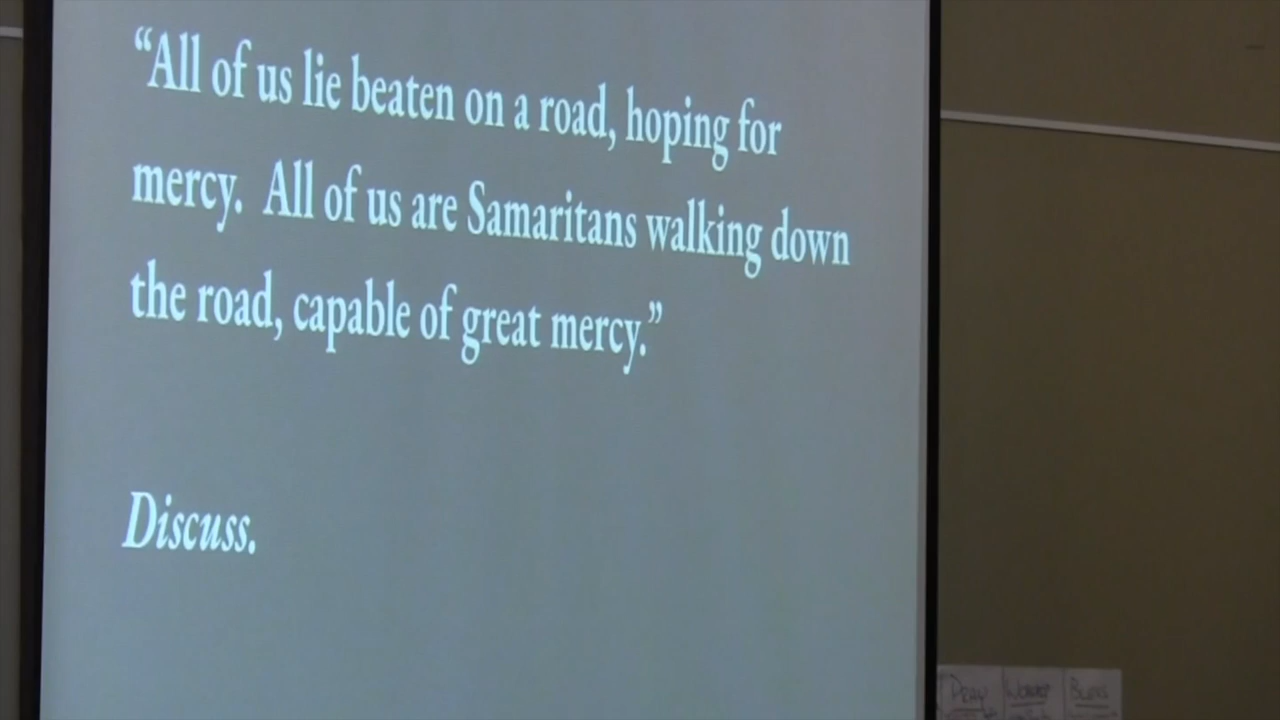 “All of us lie beaten on a road, hoping for
mercy.  All of us are Samaritans walking down
the road, capable of great mercy.”
Discuss.